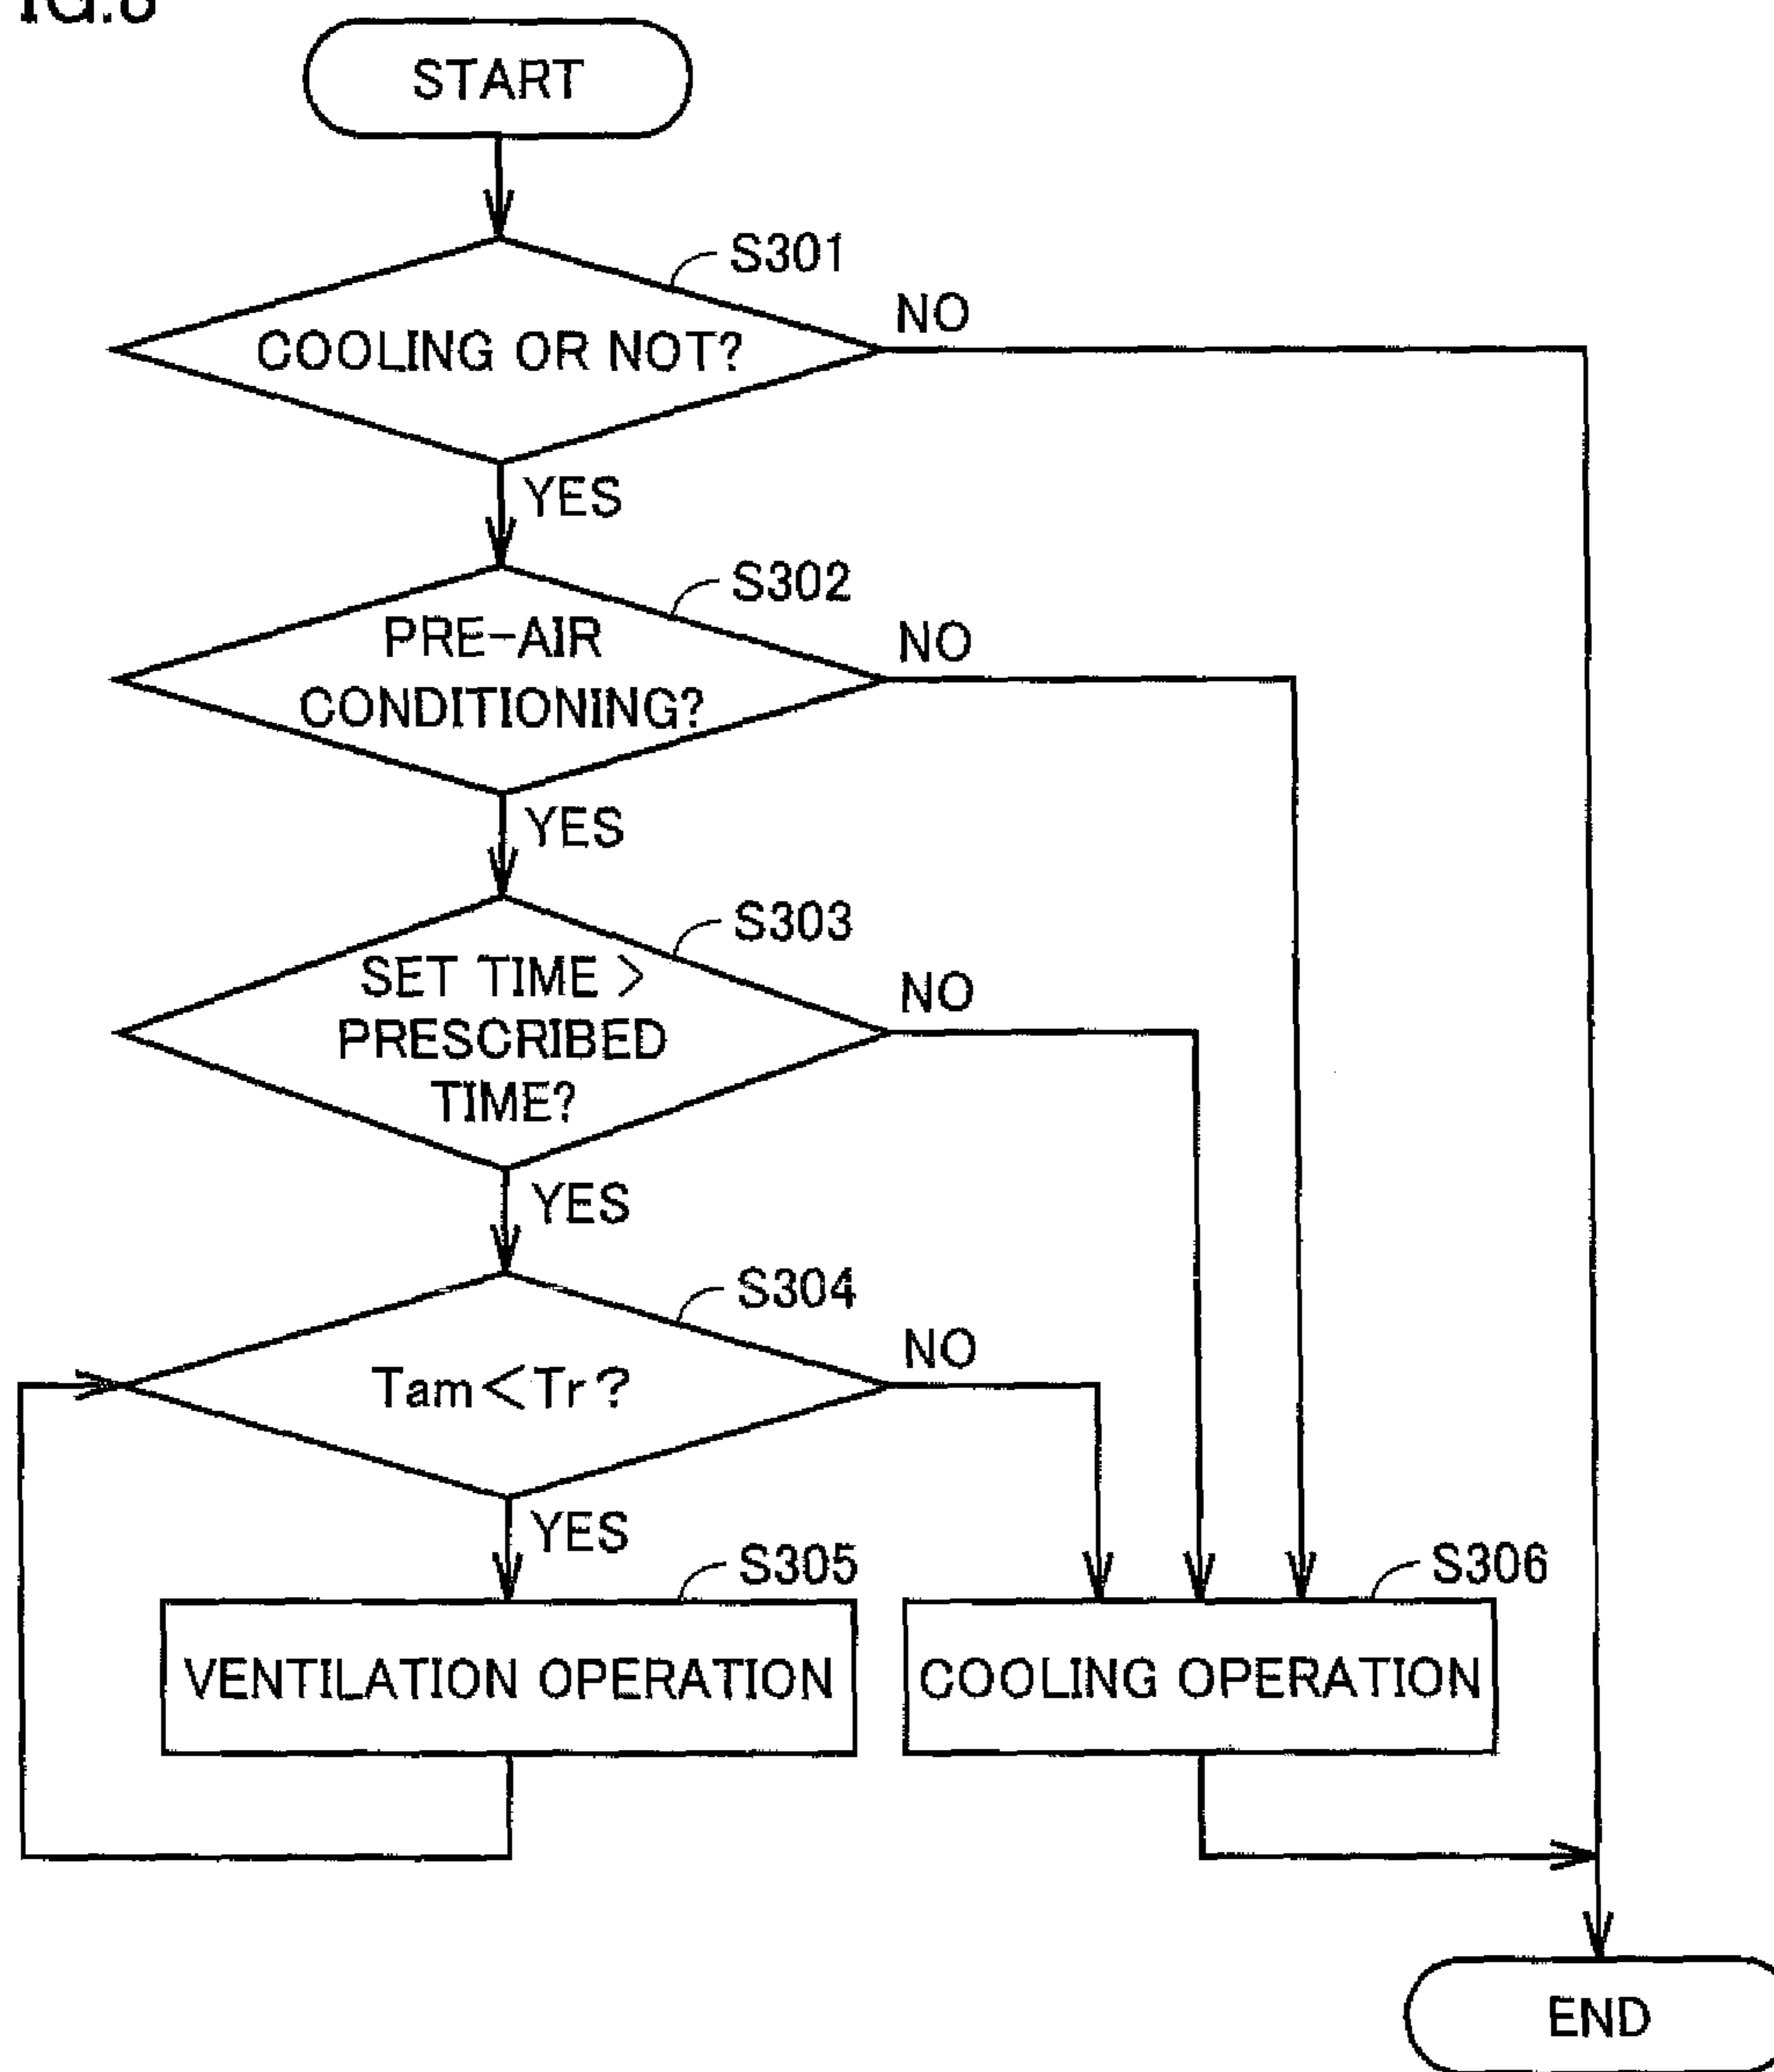 START
S301
COOLING OR NOT?
NO
YES
S302
PRE-AIR
CONDITIONING?
NO
YES
S303
SET TIME >
PRESCRIBED
TIME?
NO
YES
S304
Tam<Tr?
NO
YES
S305
VENTILATION OPERATION
S306
COOLING OPERATION
END